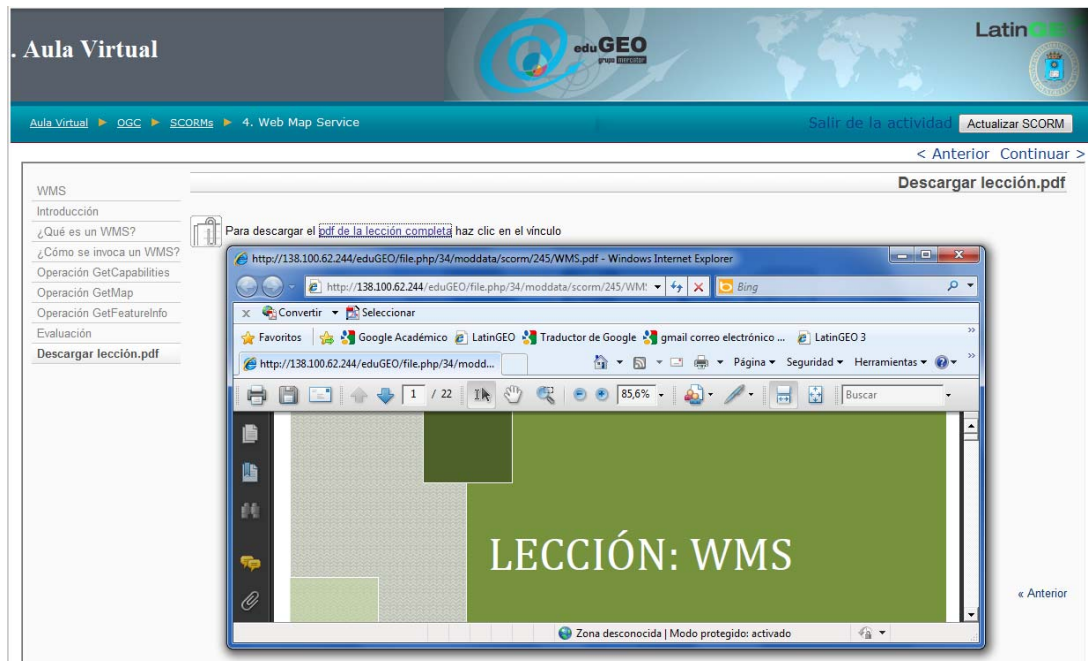 . Aula Virtual
eduGEO
grupo mercator
Latin
Aula Virtual ► OGC ► SCORMs ► 4. Web Map Service
Salir de la actividad Actualizar SCORM
< Anterior Continuar >
WMS
Introducción
¿Qué es un WMS?
¿Cómo se invoca un WMS?
Operación GetCapabilities
Operación GetMap
Operación GetFeatureInfo
Evaluación
Descargar lección.pdf
Descargar lección.pdf
Para descargar el pdf de la lección completa haz clic en el vínculo
http://138.100.62.244/eduGEO/file.php/34/moddata/scorm/245/WMS.pdf - Windows Internet Explorer
http://138.100.62.244/eduGEO/file.php/34/moddata/scorm/245/WM Bing
x Convertir Seleccionar
Favoritos Google Académico LatinGEO Traductor de Google gmail correo electrónico ... LatinGEO 3 »
http://138.100.62.244/eduGEO/file.php/34/modd... Página Seguridad Herramientas »
1 / 22 85,6% Buscar
LECCIÓN: WMS
« Anterior
Zona desconocida | Modo protegido: activado